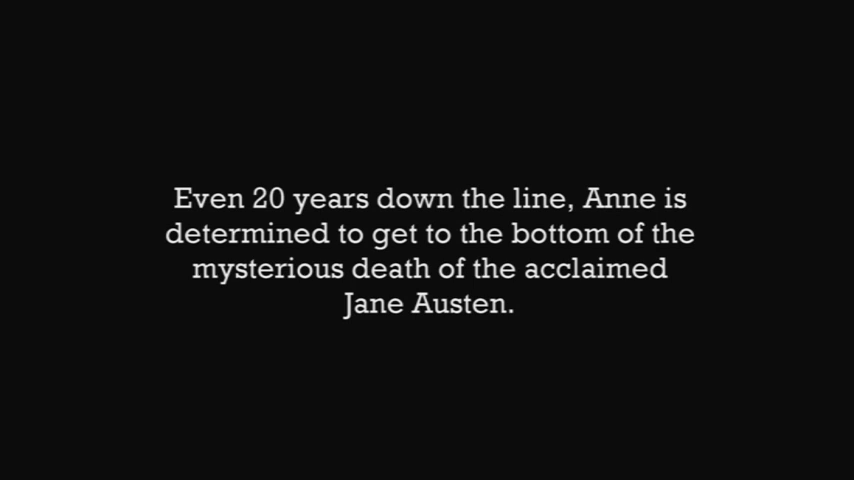 Even 20 years down the line, Anne is
determined to get to the bottom of the
mysterious death of the acclaimed
Jane Austen.